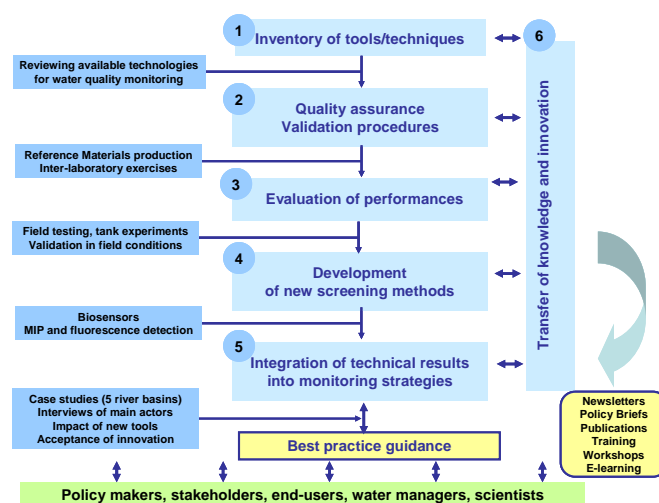 1
Inventory of tools/techniques
6
Reviewing available technologies
for water quality monitoring
2
Quality assurance
Validation procedures
Reference Materials production
Inter-laboratory exercises
3
Evaluation of performances
Field testing, tank experiments
Validation in field conditions
4
Development
of new screening methods
Biosensors
MIP and fluorescence detection
5
Integration of technical results
into monitoring strategies
Transfer of knowledge and innovation
Case studies (5 river basins)
Interviews of main actors
Impact of new tools
Acceptance of innovation
Best practice guidance
Newsletters
Policy Briefs
Publications
Training
Workshops
E-learning
Policy makers, stakeholders, end-users, water managers, scientists